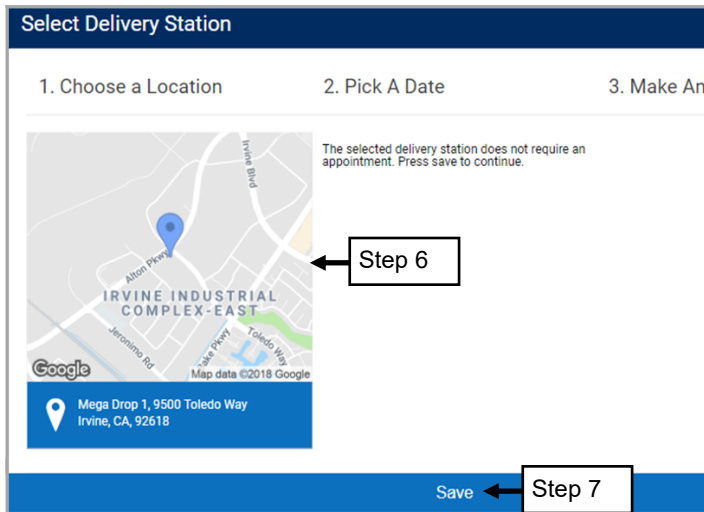 Select Delivery Station
1. Choose a Location
2. Pick A Date
3. Make An
The selected delivery station does not require an
appointment. Press save to continue.
Irvine Blvd
Alton Pkwy
IRVINE INDUSTRIAL
COMPLEX-EAST
Jeronimo Rd
ake Pkwy
Toledo Way
Google
Map data ©2018 Google
Step 6
Mega Drop 1, 9500 Toledo Way
Irvine, CA, 92618
Save
Step 7